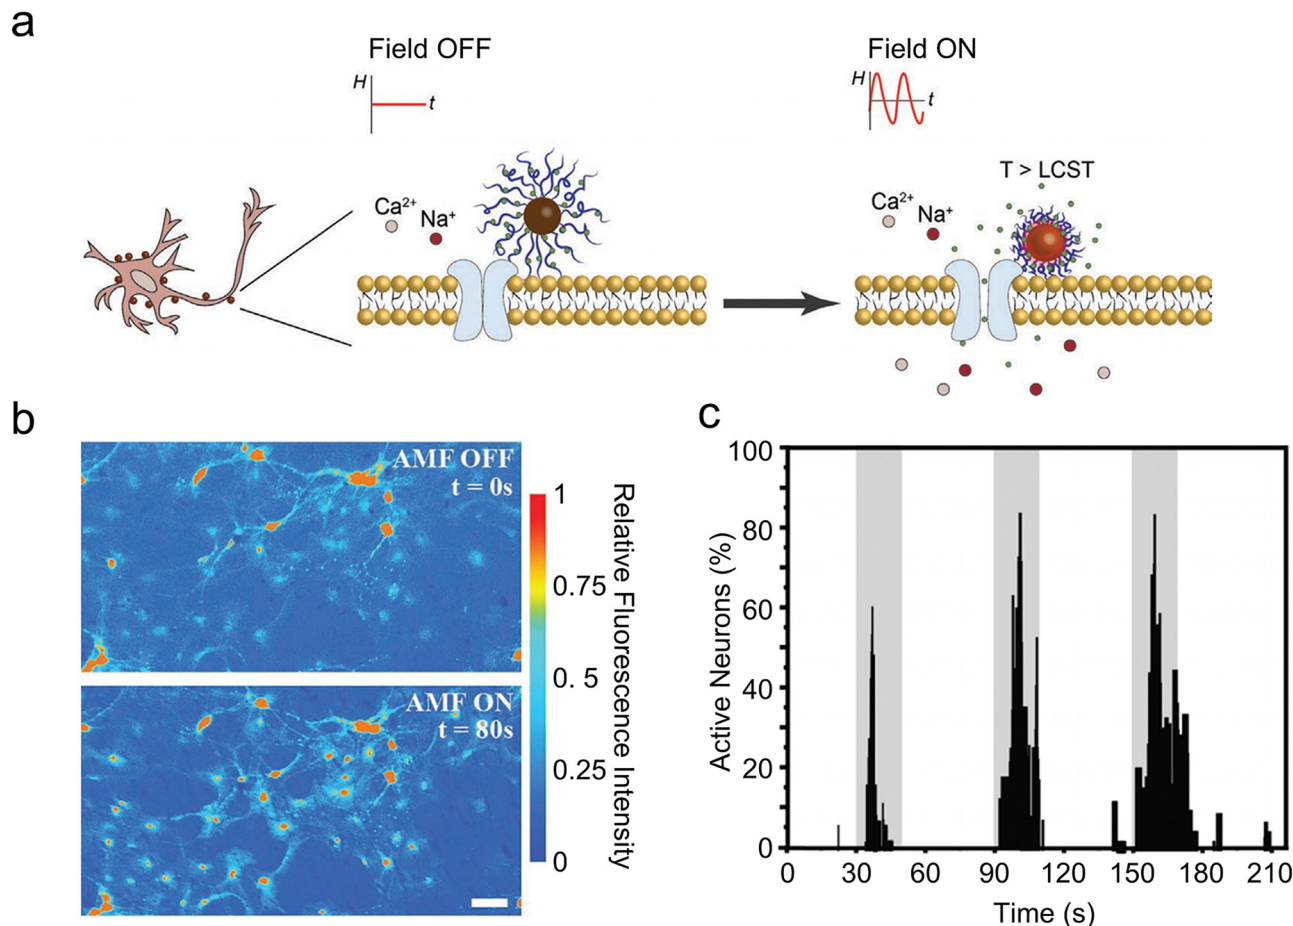 a
Field OFF
H
t
Ca2+
Na+
Field ON
H
t
T > LCST
Ca2+
Na+
b
AMF OFF
t = 0s
AMF ON
t = 80s
1
0.75
0. 5
0.25
0
Relative Fluorescence Intensity
c
100
80
60
40
20
0
Active Neurons (%)
0 30 60 90 120 150 180 210
Time (s)